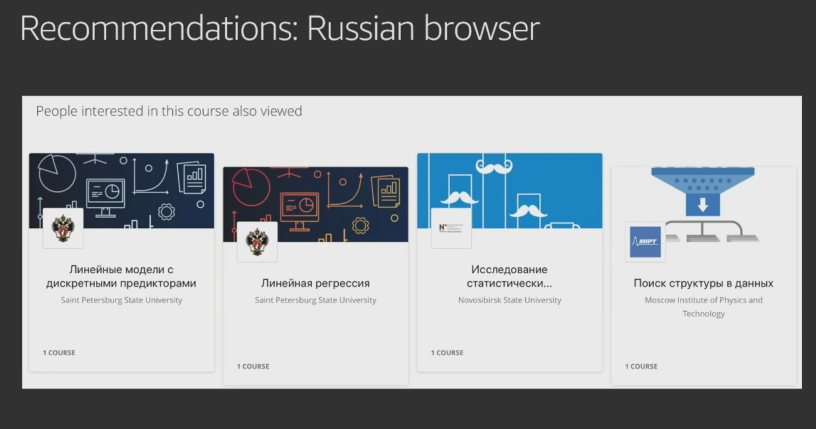 Recommendations: Russian browser
People interested in this course also viewed
Линейные модели с
дискретными предикторами
Saint Petersburg State University
1 COURSE
Линейная регрессия
Saint Petersburg State University
1 COURSE
N*
Исследование
статистически...
Novosibirsk State University
1 COURSE
MIPT
Поиск структуры в данных
Moscow Institute of Physics and
Technology
1 COURSE